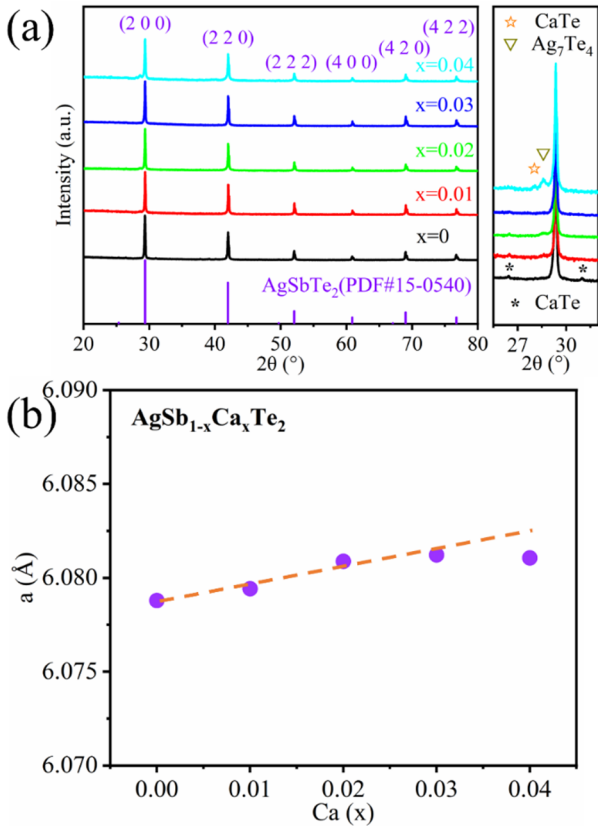 (a)
(2 0 0)
(2 2 0)
(2 2 2)
(4 0 0)
(4 2 0)
(4 2 2)
x=0.04
x=0.03
x=0.02
x=0.01
x=0
AgSbTe₂(PDF#15-0540)
Intensity (a.u.)
20 30 40 50 60 70 80
2θ (°)
☆ CaTe
▽ Ag₇Te₄
* *
* CaTe
27 30
2θ (°)
(b)
AgSb₁₋ₓCaₓTe₂
6.090
6.085
6.080
6.075
6.070
a (Å)
0.00 0.01 0.02 0.03 0.04
Ca (x)